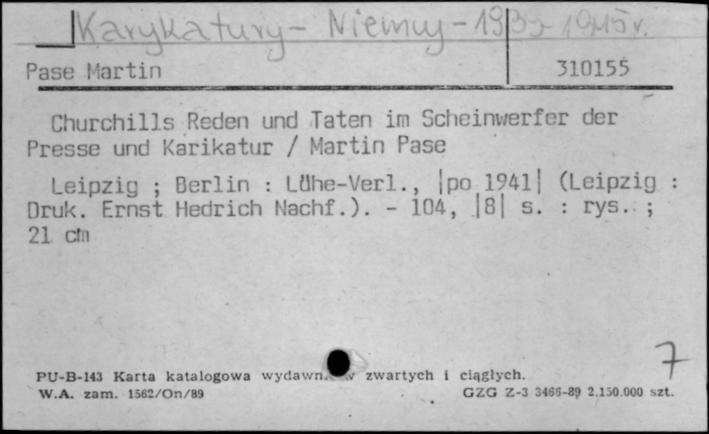 Karykatury - Niemcy - 1939-1945 r.
Pase Martin 310155
Churchills Reden und Taten im Scheinwerfer der
Presse und Karikatur / Martin Pase
Leipzig ; Berlin : Lühe-Verl., |po 1941| (Leipzig :
Druk. Ernst Hedrich Nachf.). - 104, |8| s. : rys. ;
21 cm
7
PU-B-143 Karta katalogowa zwartych i ciągłych.
W.A. zam. 1562/On/89 GZG Z-3 3466-89 2.150.000 szt.